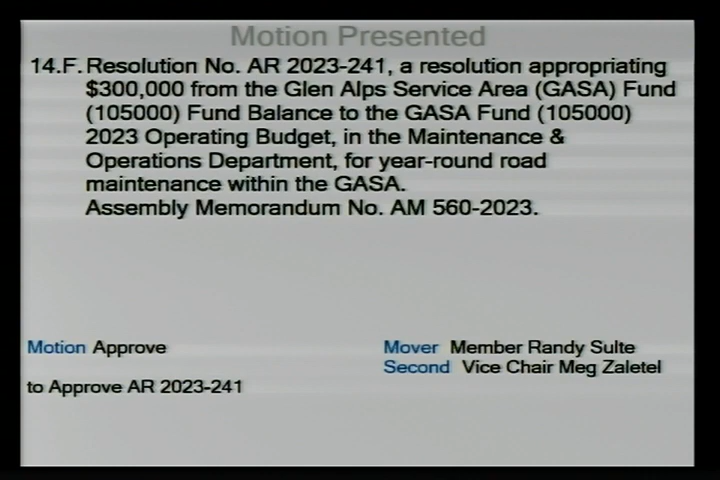 Motion Presented
14.F. Resolution No. AR 2023-241, a resolution appropriating
$300,000 from the Glen Alps Service Area (GASA) Fund
(105000) Fund Balance to the GASA Fund (105000)
2023 Operating Budget, in the Maintenance &
Operations Department, for year-round road
maintenance within the GASA.
Assembly Memorandum No. AM 560-2023.
Motion Approve
Mover Member Randy Sulte
Second Vice Chair Meg Zaletel
to Approve AR 2023-241